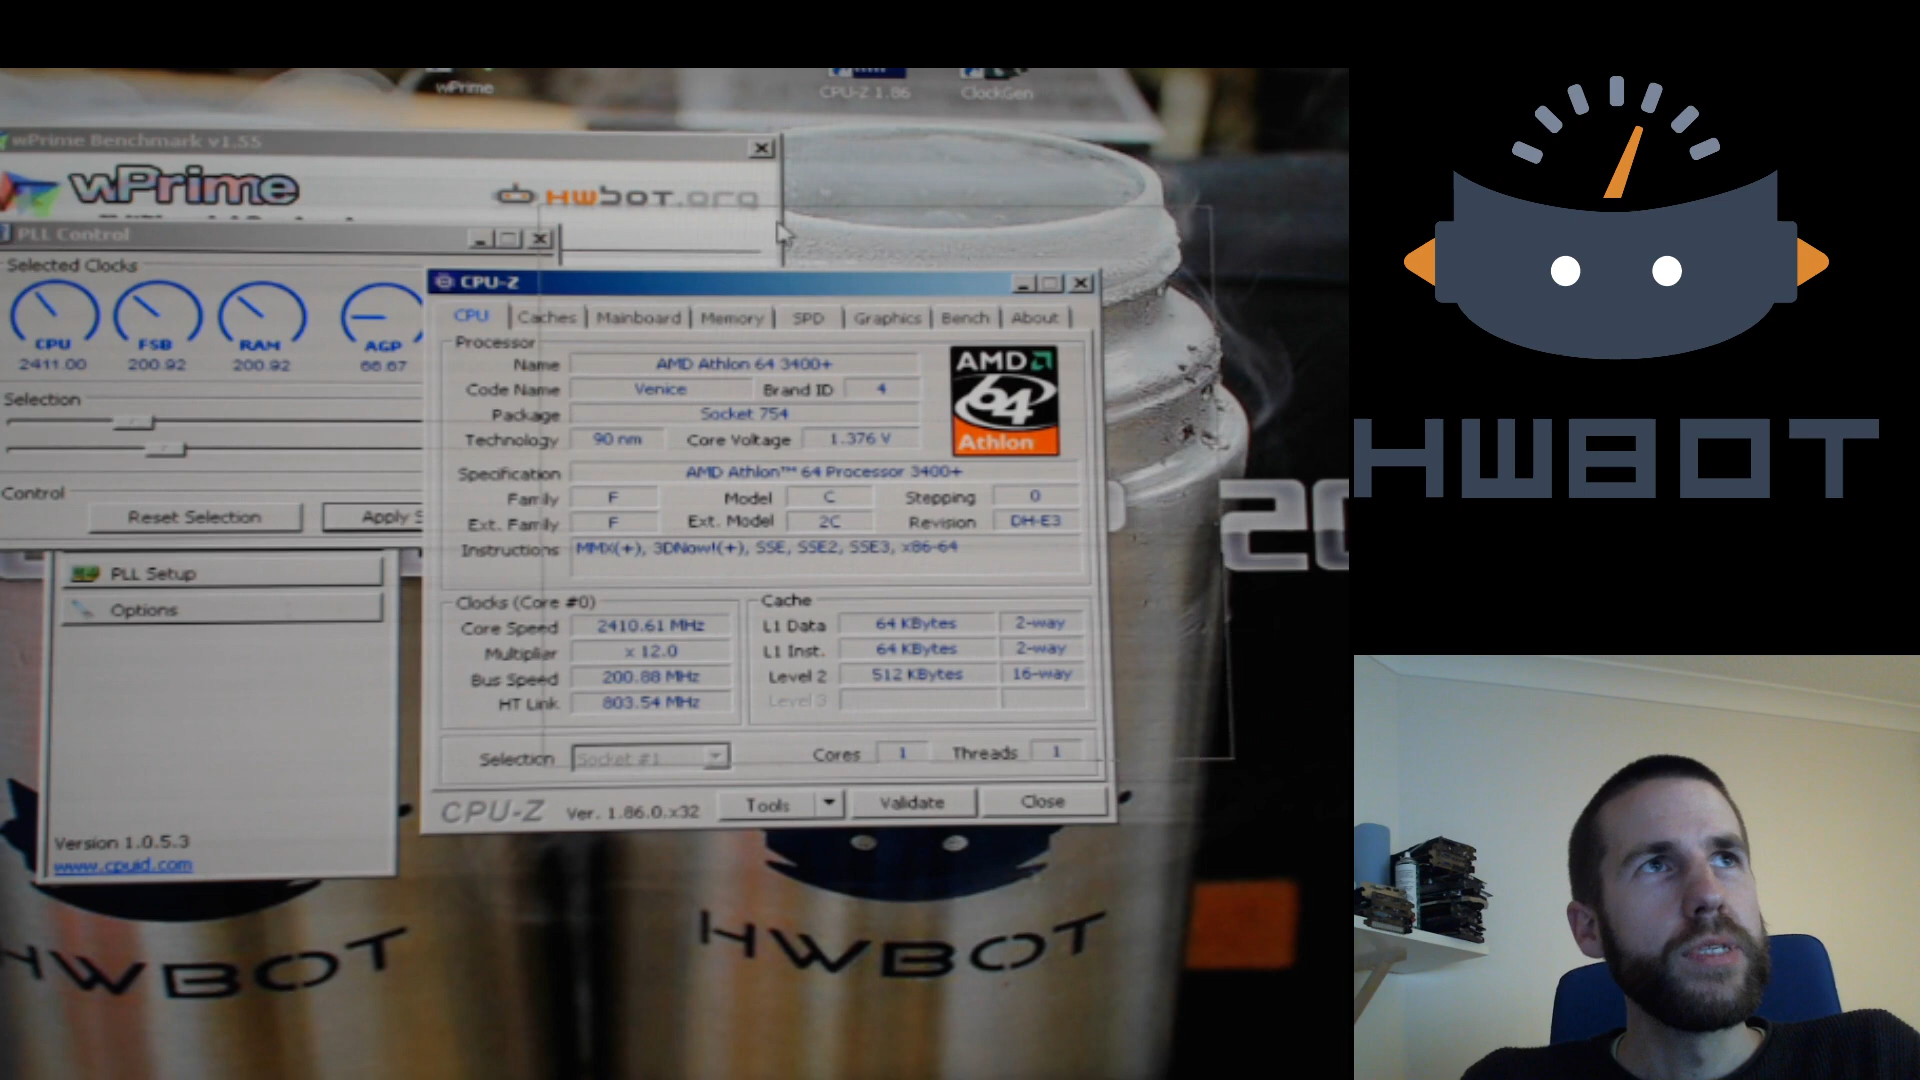 wPrime
CPU-Z 1.86
ClockGen
wPrime Benchmark v1.55
wPrime
HWBOT.org
PLL Control
Selected Clocks
CPU
FSB
RAM
AGP
2411.00
200.92
200.92
66.67
Selection
Control
Reset Selection
Apply S
PLL Setup
Options
Version 1.0.5.3
www.cpuid.com
CPU-Z
CPU Caches Mainboard Memory SPD Graphics Bench About
Processor
Name AMD Athlon 64 3400+
Code Name Venice Brand ID 4
Package Socket 754
Technology 90 nm Core Voltage 1.376 V
AMD
64
Athlon
Specification AMD Athlon™ 64 Processor 3400+
Family F Model C Stepping 0
Ext. Family F Ext. Model 2C Revision DH-E3
Instructions MMX(+), 3DNow!(+), SSE, SSE2, SSE3, x86-64
Clocks (Core #0)
Core Speed 2410.61 MHz
Multiplier x 12.0
Bus Speed 200.88 MHz
HT Link 803.54 MHz
Cache
L1 Data 64 KBytes 2-way
L1 Inst. 64 KBytes 2-way
Level 2 512 KBytes 16-way
Level 3
Selection Socket #1 Cores 1 Threads 1
CPU-Z Ver. 1.86.0.x32 Tools Validate Close
20
HWBOT
HWBOT
HWBOT